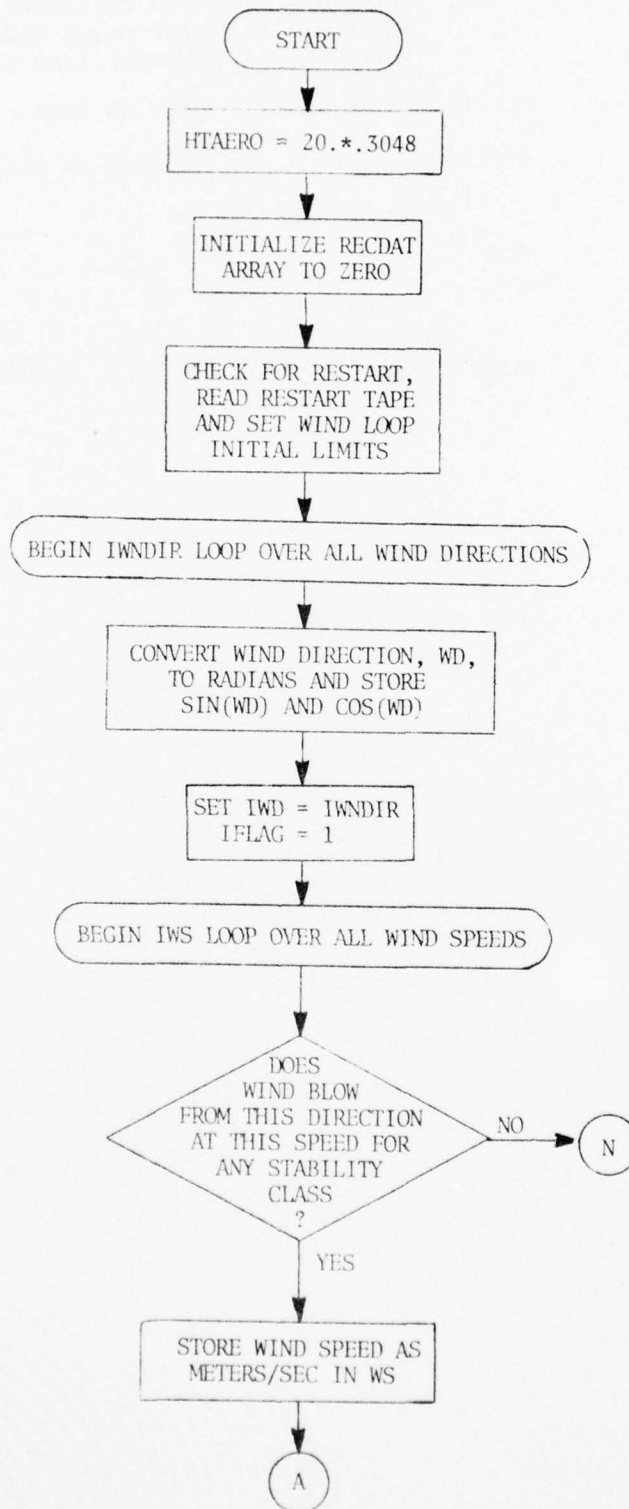 START
HTAERO = 20.*.3048
INITIALIZE RECDAT
ARRAY TO ZERO
CHECK FOR RESTART,
READ RESTART TAPE
AND SET WIND LOOP
INITIAL LIMITS
BEGIN IWNDIR LOOP OVER ALL WIND DIRECTIONS
CONVERT WIND DIRECTION, WD,
TO RADIANS AND STORE
SIN(WD) AND COS(WD)
SET IWD = IWNDIR
IFLAG = 1
BEGIN IWS LOOP OVER ALL WIND SPEEDS
DOES
WIND BLOW
FROM THIS DIRECTION
AT THIS SPEED FOR
ANY STABILITY
CLASS
?
NO
N
YES
STORE WIND SPEED AS
METERS/SEC IN WS
A